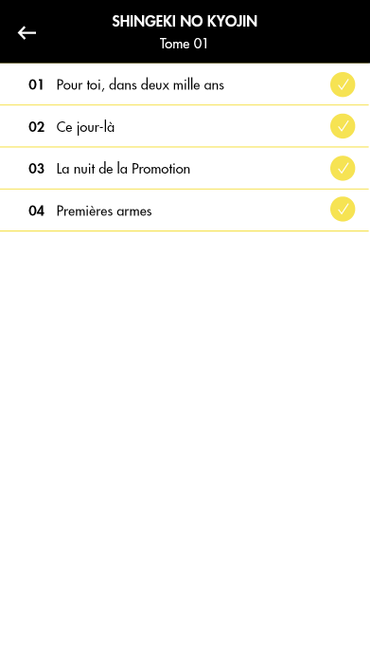 SHINGEKI NO KYOJIN
Tome 01
01 Pour toi, dans deux mille ans
02 Ce jour-là
03 La nuit de la Promotion
04 Premières armes